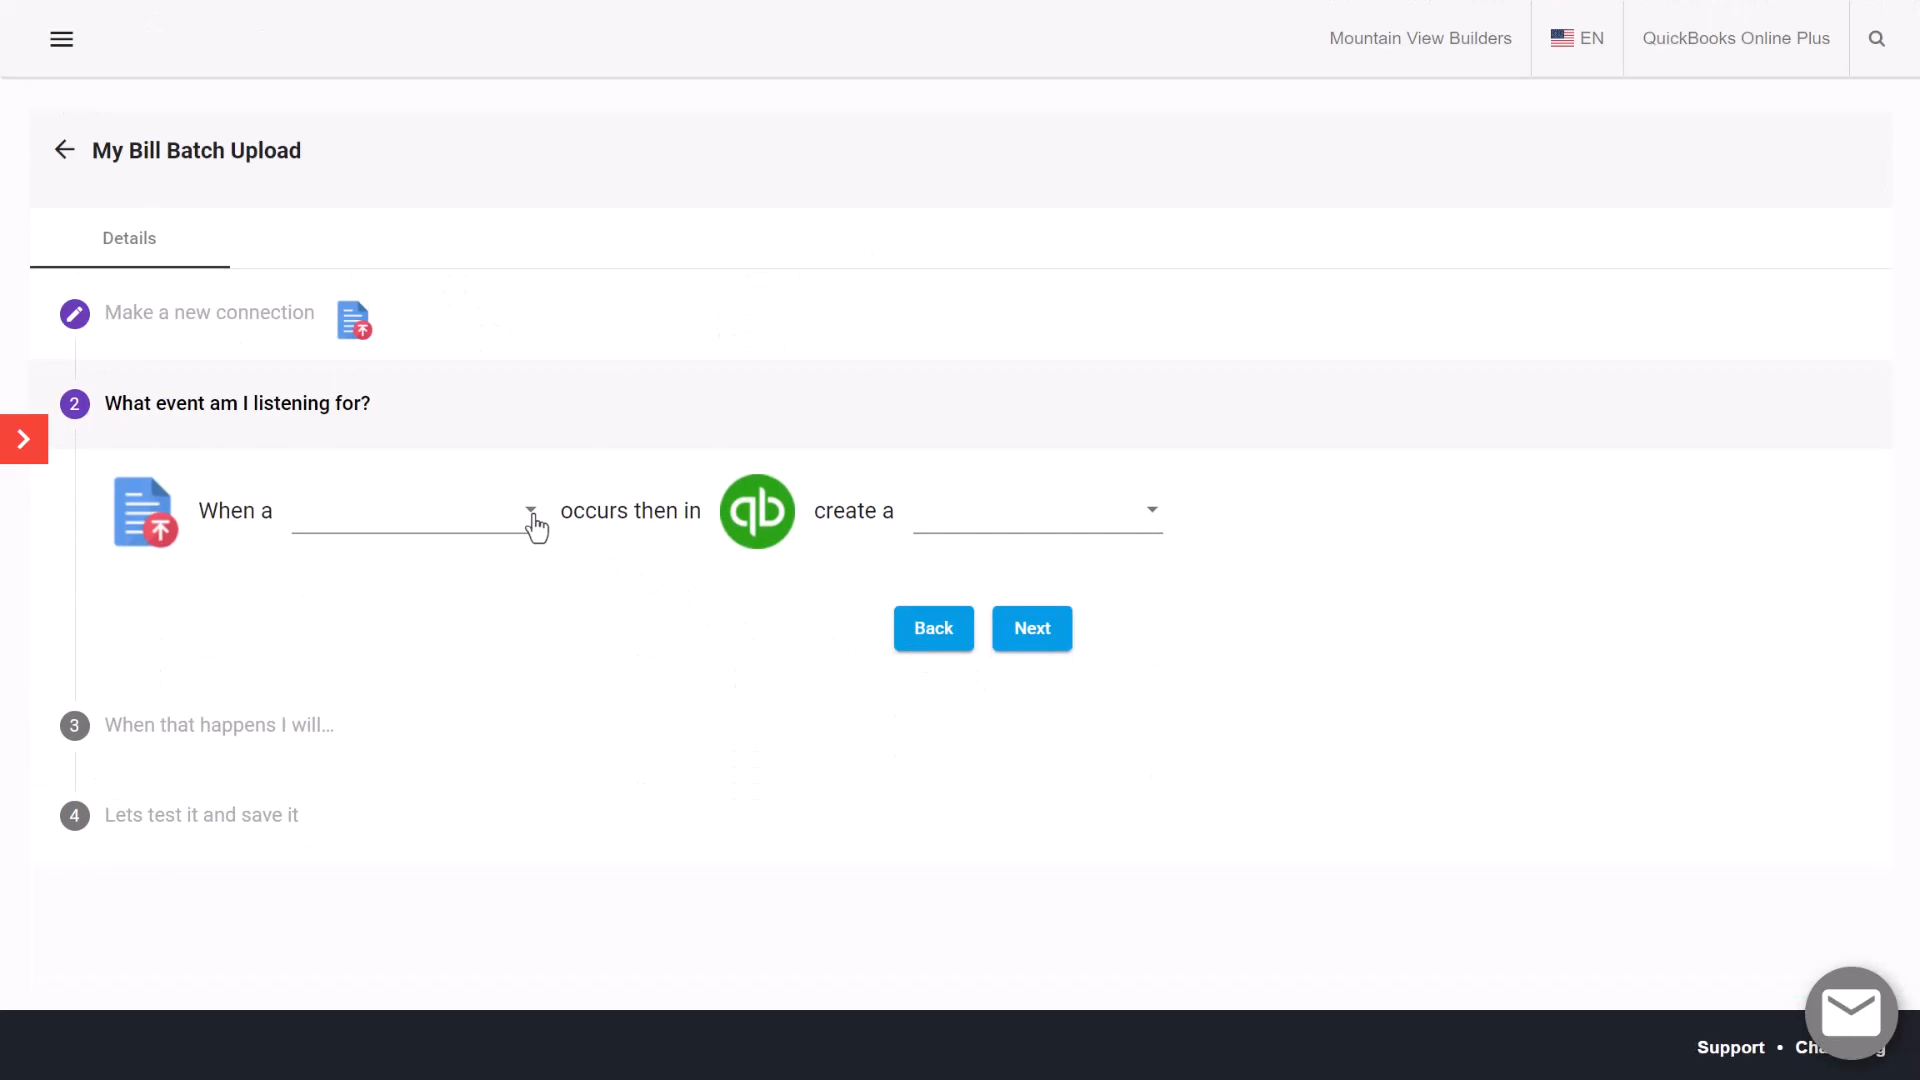 Mountain View Builders
EN
QuickBooks Online Plus
My Bill Batch Upload
Details
Make a new connection
2 What event am I listening for?
When a occurs then in qb create a
Back Next
3 When that happens I will...
4 Lets test it and save it
Support •